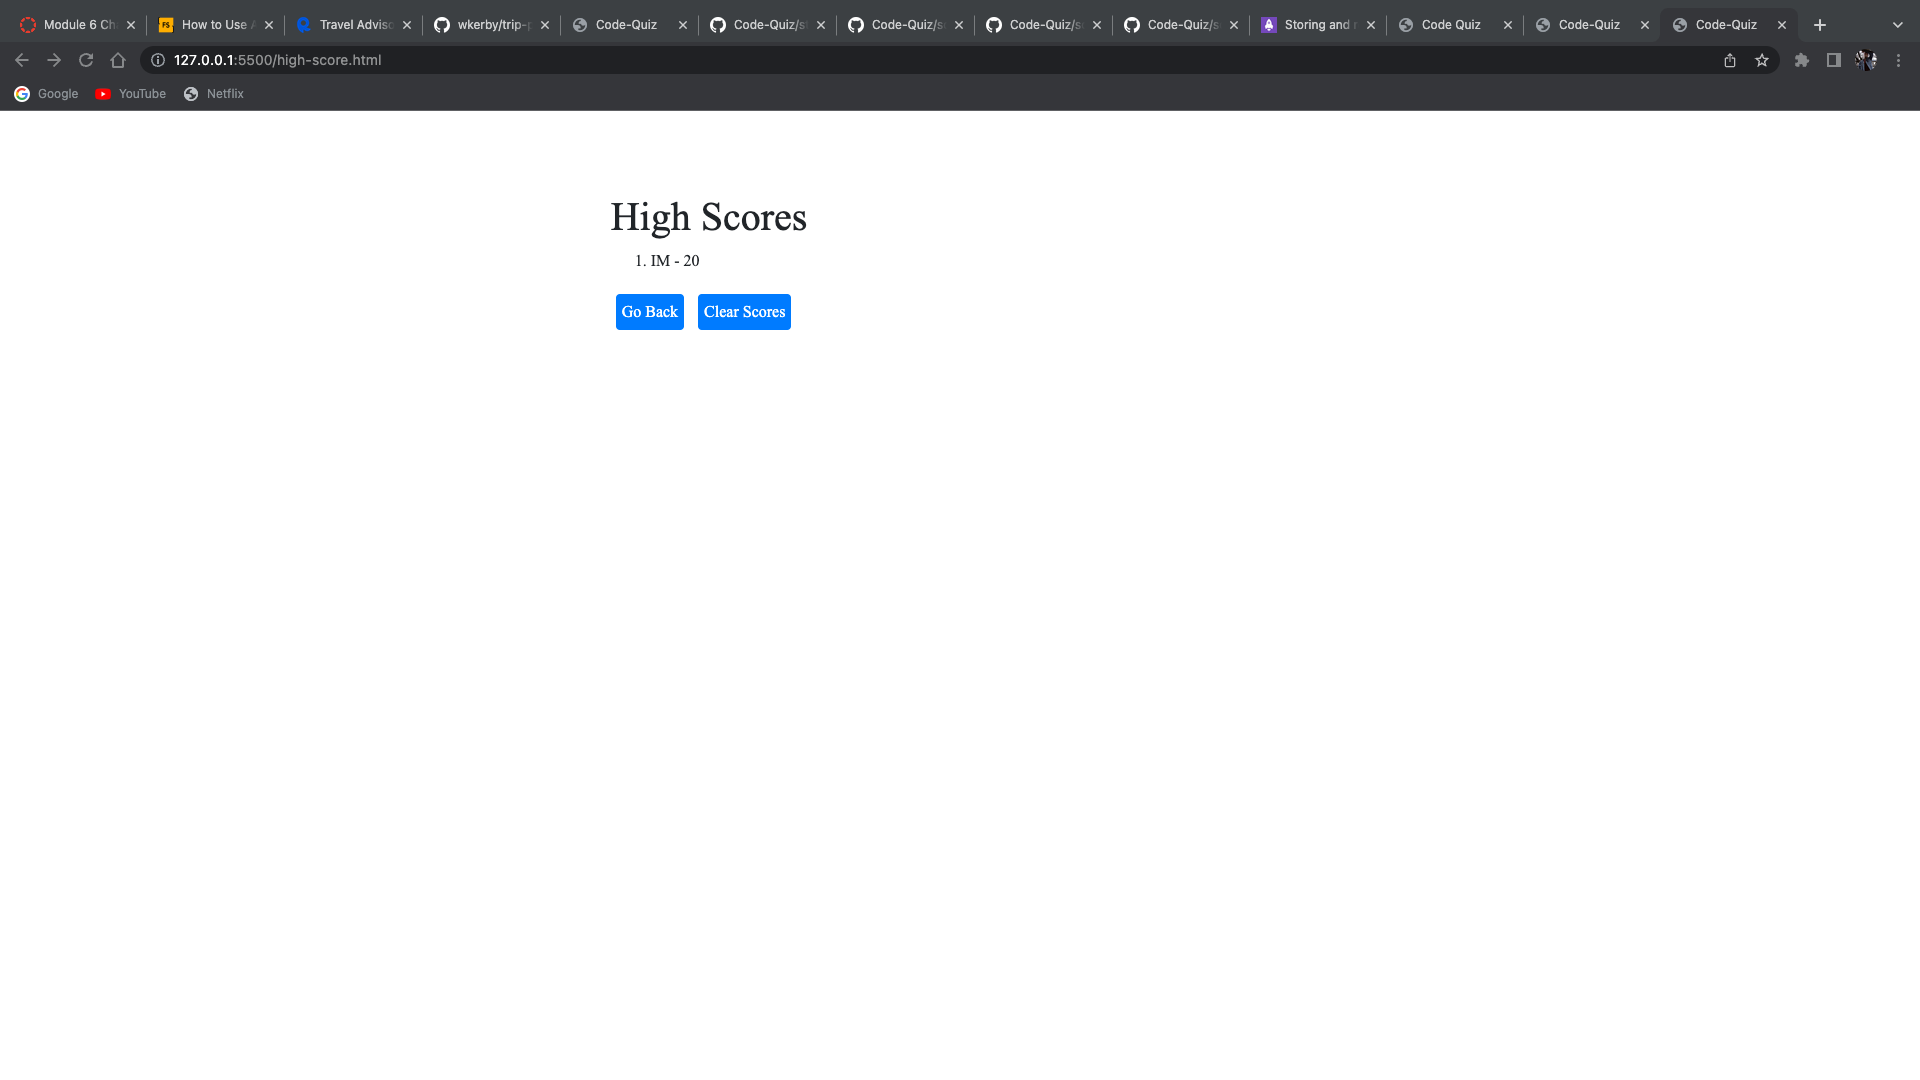 Module 6 Ch
How to Use
Travel Advisc
wkerby/trip-
Code-Quiz
Code-Quiz/s
Code-Quiz/s
Code-Quiz/s
Code-Quiz/s
Storing and
Code Quiz
Code-Quiz
Code-Quiz
127.0.0.1:5500/high-score.html
Google
YouTube
Netflix
High Scores
1. IM - 20
Go Back
Clear Scores